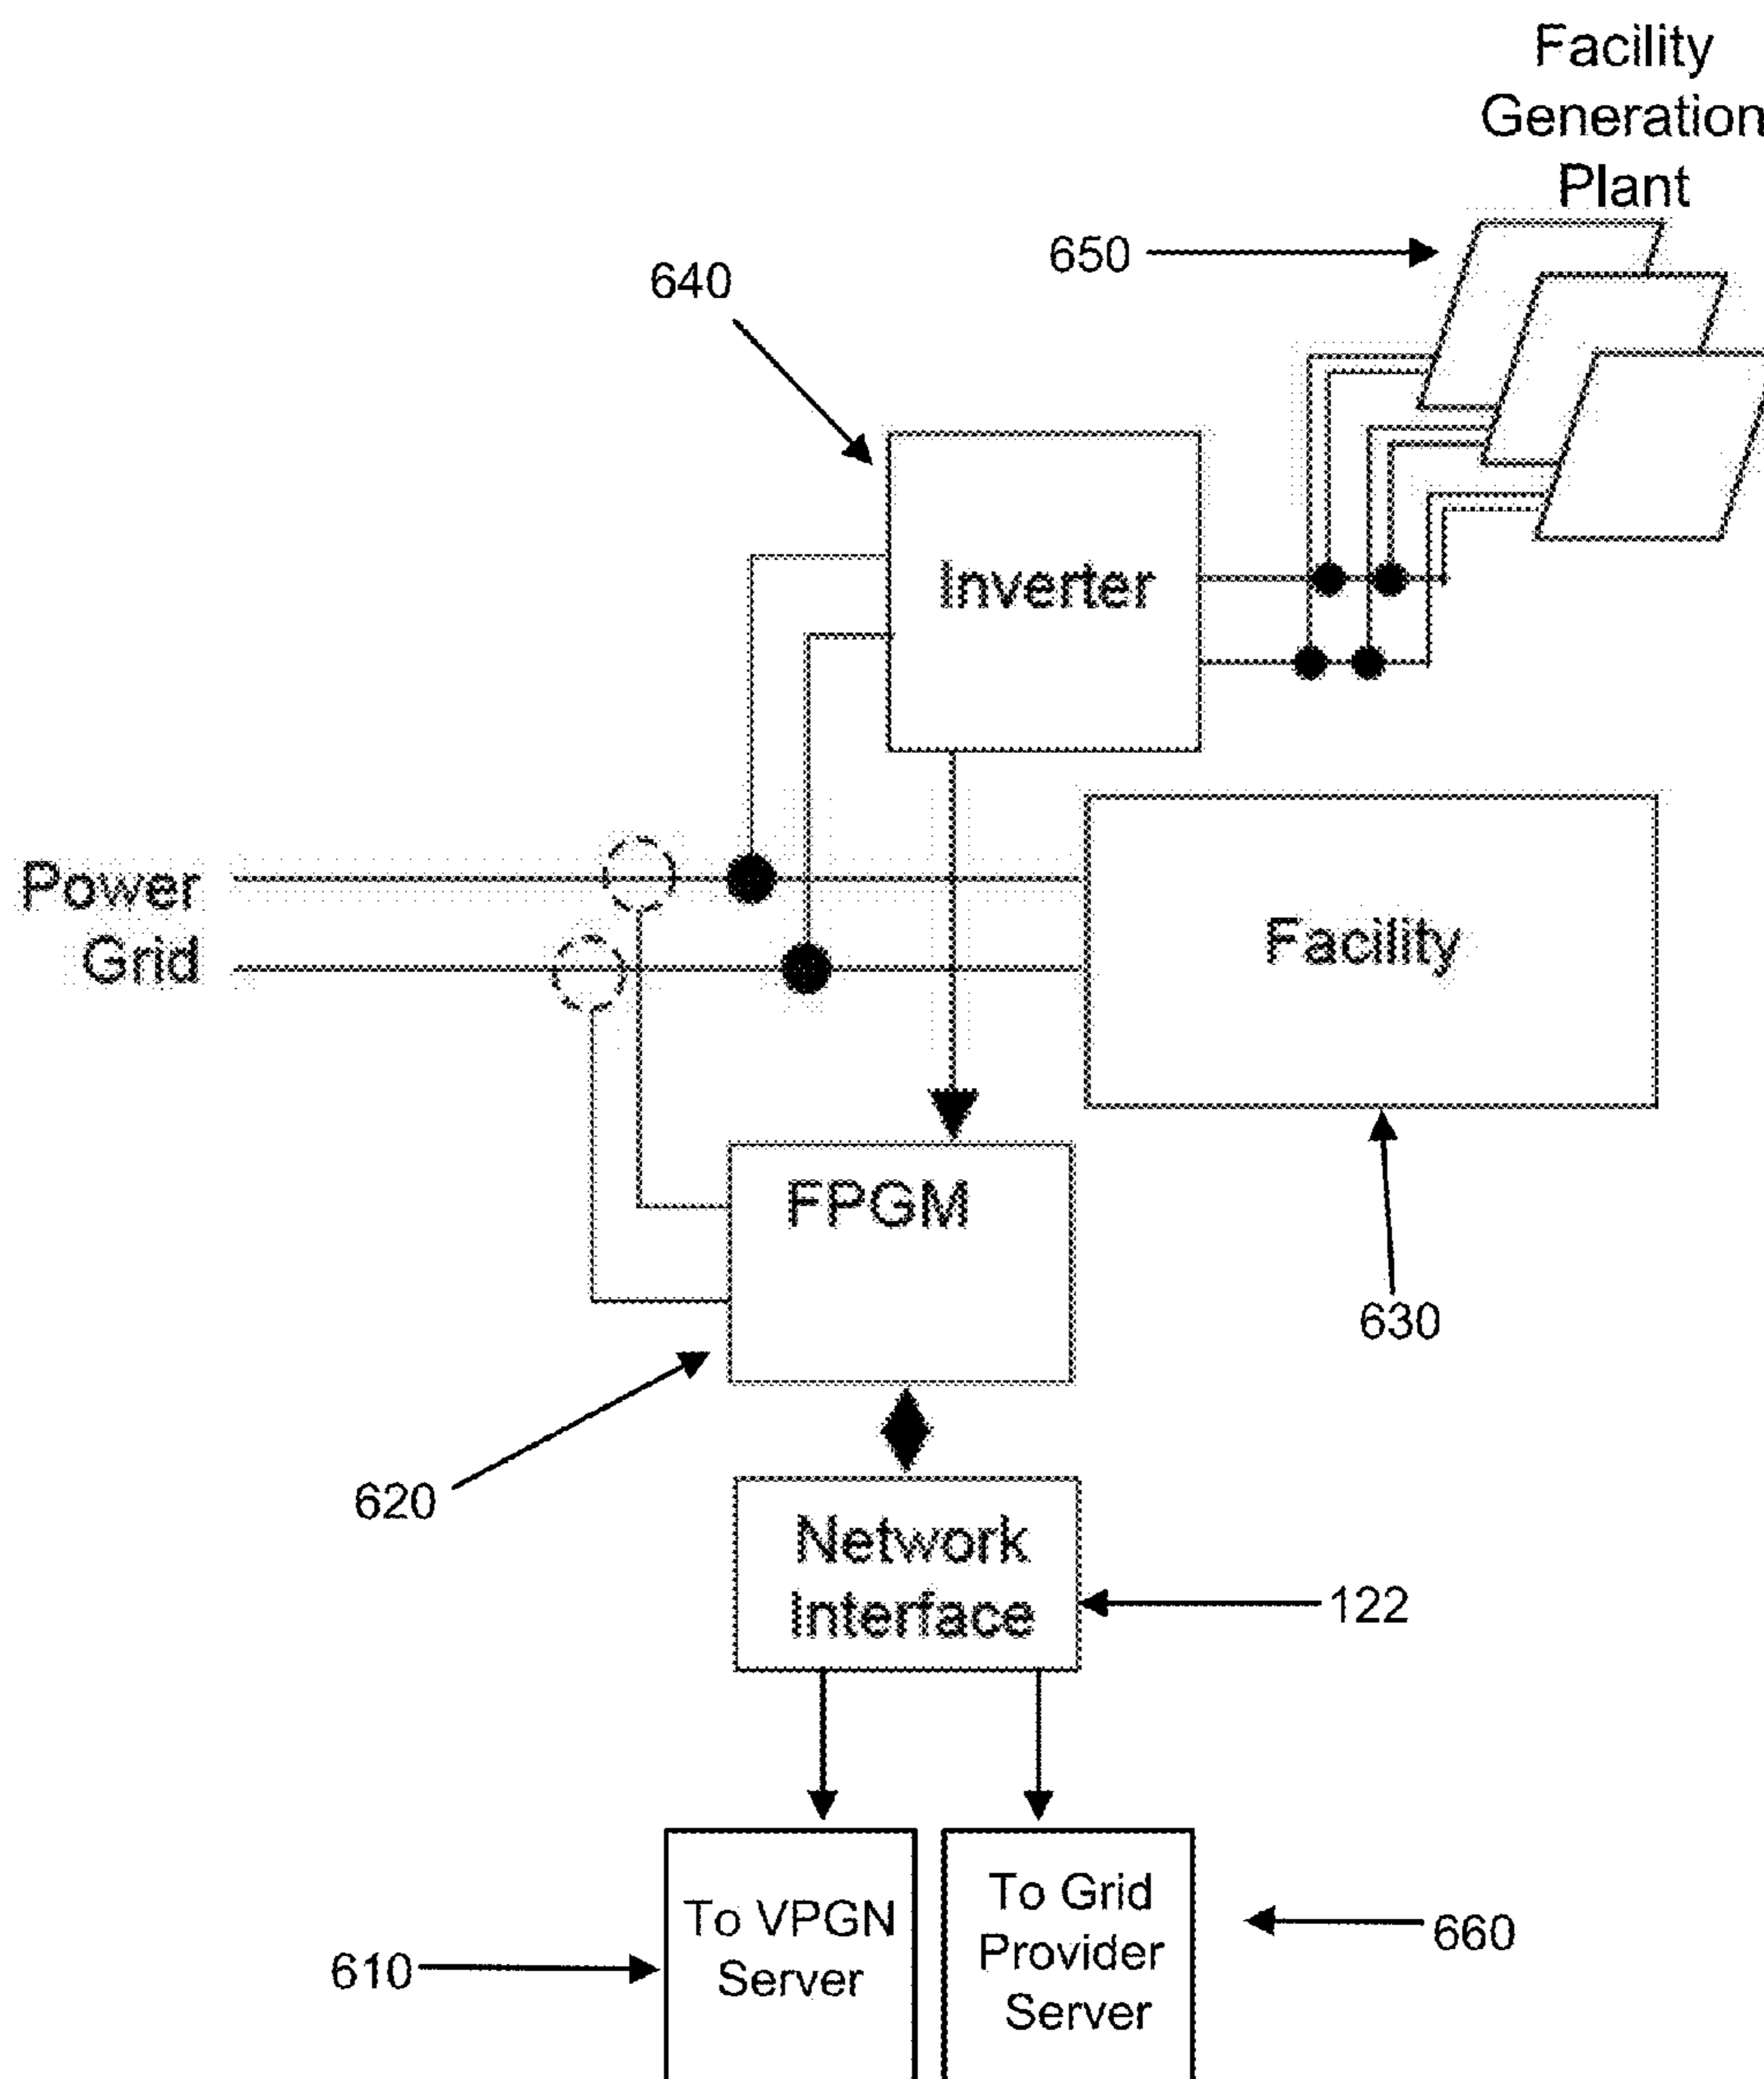 Facility
Generation
Plant
650
640
Inverter
Power
Grid
Facility
FPGM
630
620
Network
Interface
122
To VPGN
Server
To Grid
Provider
Server
610
660